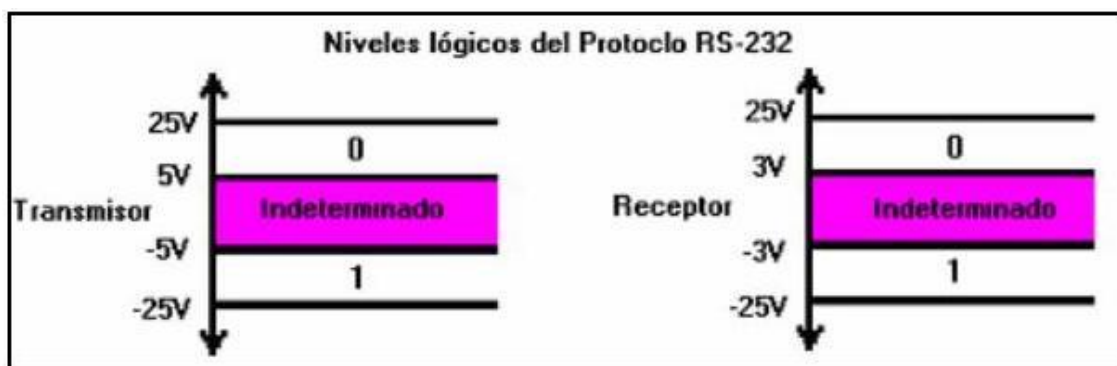 Niveles lógicos del Protoclo RS-232
25V
0
5V
Transmisor
Indeterminado
-5V
1
-25V
25V
0
3V
Receptor
Indeterminado
-3V
1
-25V